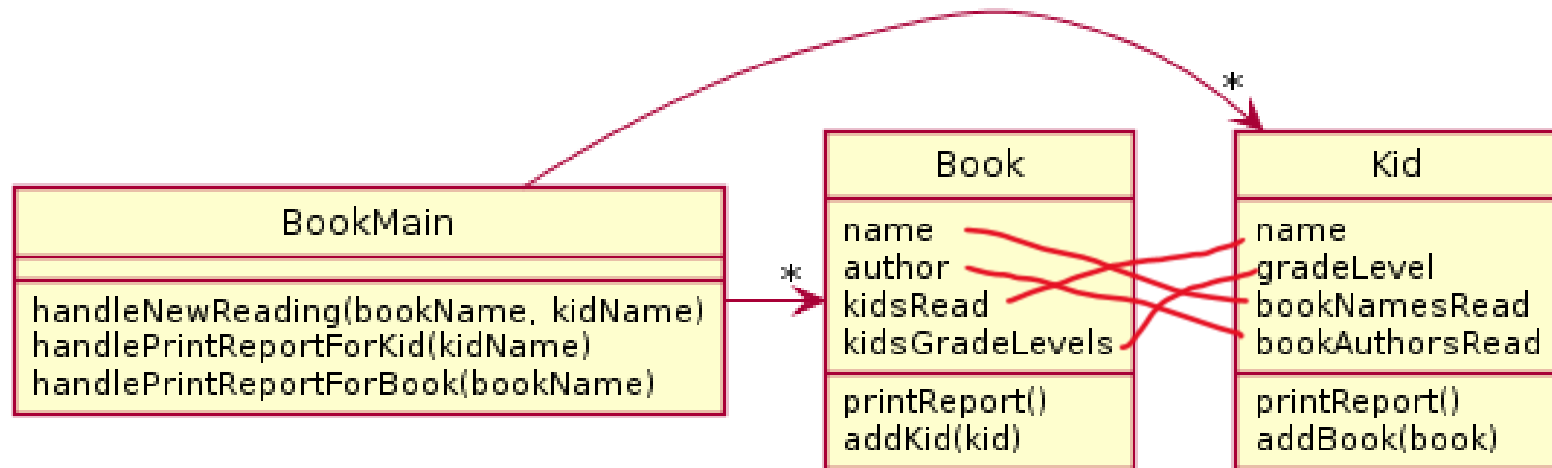 *
Book
Kid
BookMain
name
author
kidsRead
kidsGradeLevels
name
gradeLevel
bookNamesRead
bookAuthorsRead
*
handleNewReading(bookName, kidName)
handlePrintReportForKid(kidName)
handlePrintReportForBook(bookName)
printReport()
addKid(kid)
printReport()
addBook(book)